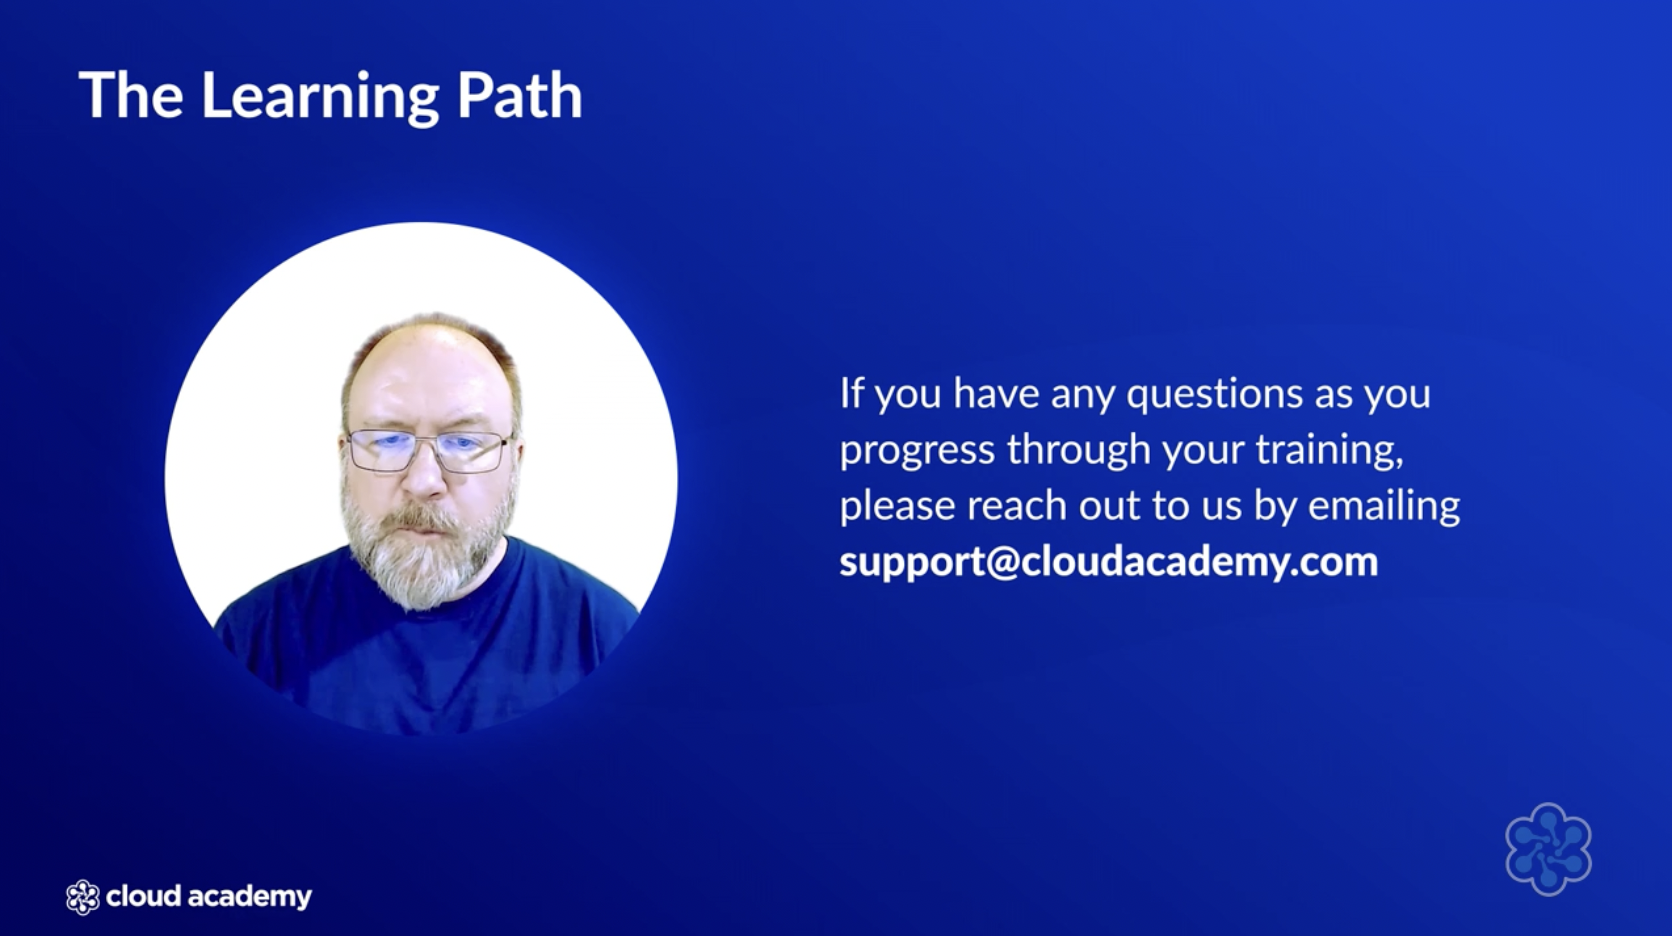 The Learning Path
If you have any questions as you
progress through your training,
please reach out to us by emailing
support@cloudacademy.com
cloud academy